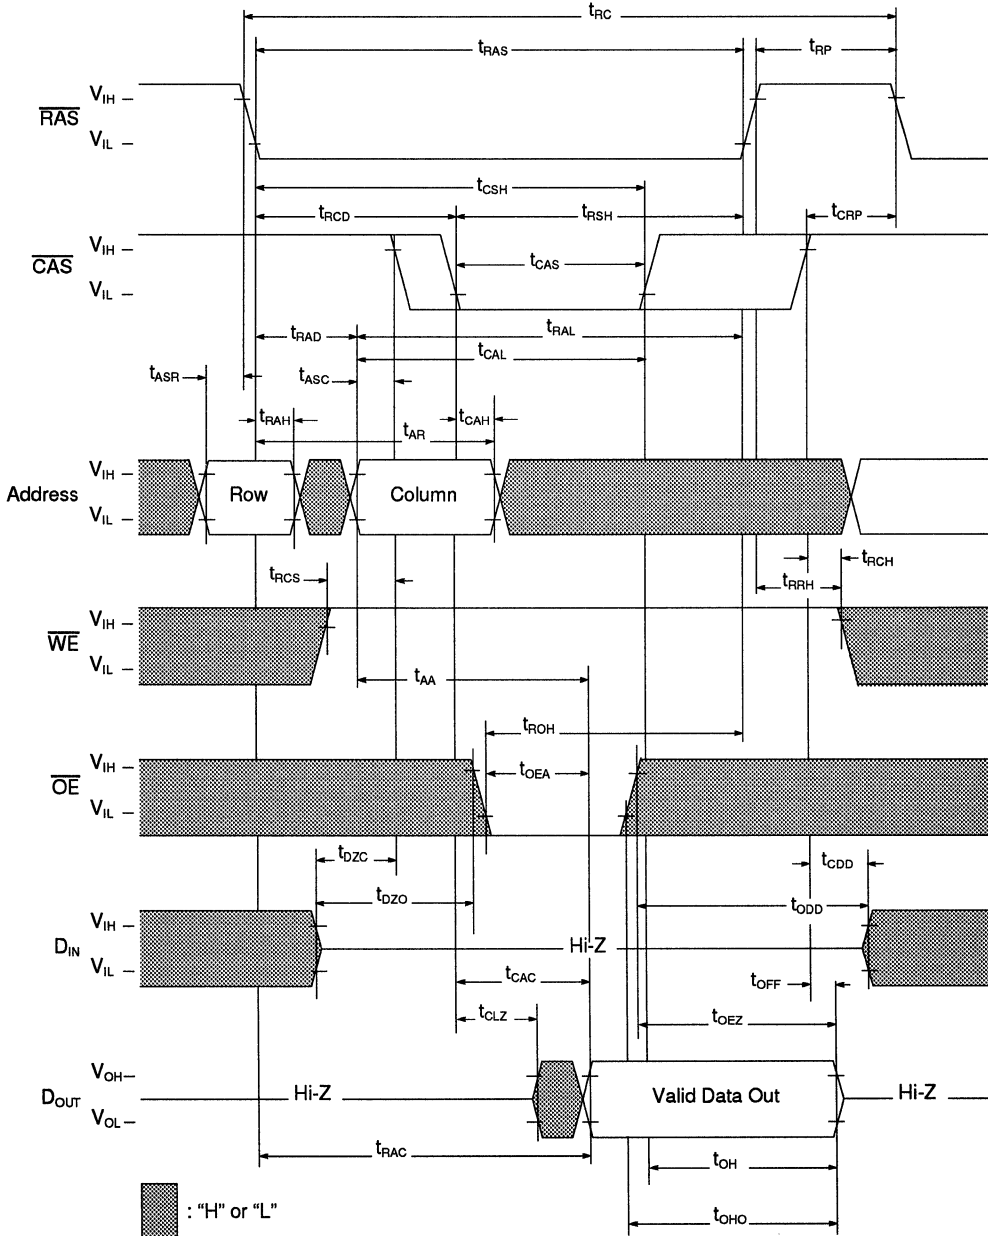 tRC
tRAS
tRP
VIH
RAS
VIL
tCSH
tRCD
tRSH
tCRP
VIH
CAS
tCAS
VIL
tRAD
tRAL
tCAL
tASR
tASC
tRAH
tCAH
tAR
VIH
Address
Row
Column
VIL
tRCS
tRCH
tRRH
VIH
WE
VIL
tAA
tROH
VIH
OE
tOEA
VIL
tDZC
tCDD
tDZO
tODD
VIH
DIN
Hi-Z
VIL
tCAC
tOFF
tCLZ
tOEZ
VOH
DOUT
Hi-Z
Valid Data Out
Hi-Z
VOL
tRAC
tOH
: “H” or “L”
tOHO